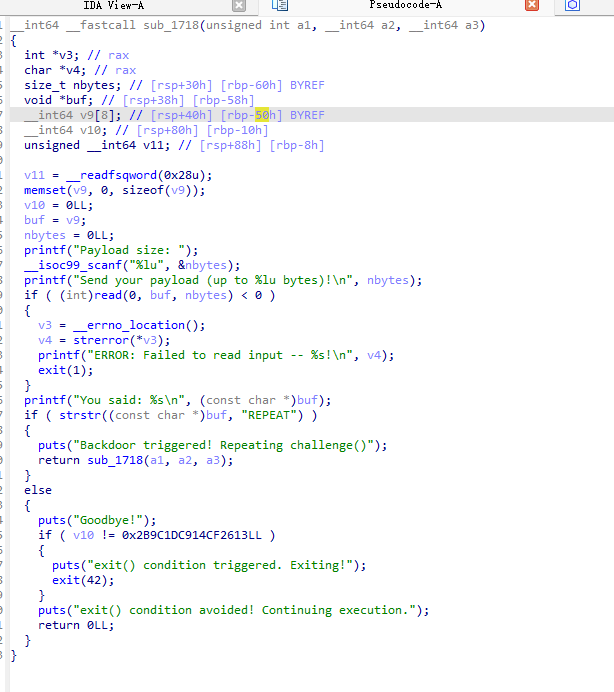 IDA View-A
Pseudocode-A
__int64 __fastcall sub_1718(unsigned int a1, __int64 a2, __int64 a3)
{
int *v3; // rax
char *v4; // rax
size_t nbytes; // [rsp+30h] [rbp-60h] BYREF
void *buf; // [rsp+38h] [rbp-58h]
__int64 v9[8]; // [rsp+40h] [rbp-50h] BYREF
__int64 v10; // [rsp+80h] [rbp-10h]
unsigned __int64 v11; // [rsp+88h] [rbp-8h]
v11 = __readfsqword(0x28u);
memset(v9, 0, sizeof(v9));
v10 = 0LL;
buf = v9;
nbytes = 0LL;
printf("Payload size: ");
__isoc99_scanf("%lu", &nbytes);
printf("Send your payload (up to %lu bytes)!\n", nbytes);
if ( (int)read(0, buf, nbytes) < 0 )
{
v3 = __errno_location();
v4 = strerror(*v3);
printf("ERROR: Failed to read input -- %s!\n", v4);
exit(1);
}
printf("You said: %s\n", (const char *)buf);
if ( strstr((const char *)buf, "REPEAT") )
{
puts("Backdoor triggered! Repeating challenge()");
return sub_1718(a1, a2, a3);
}
else
{
puts("Goodbye!");
if ( v10 != 0x2B9C1DC914CF2613LL )
{
puts("exit() condition triggered. Exiting!");
exit(42);
}
puts("exit() condition avoided! Continuing execution.");
return 0LL;
}
}